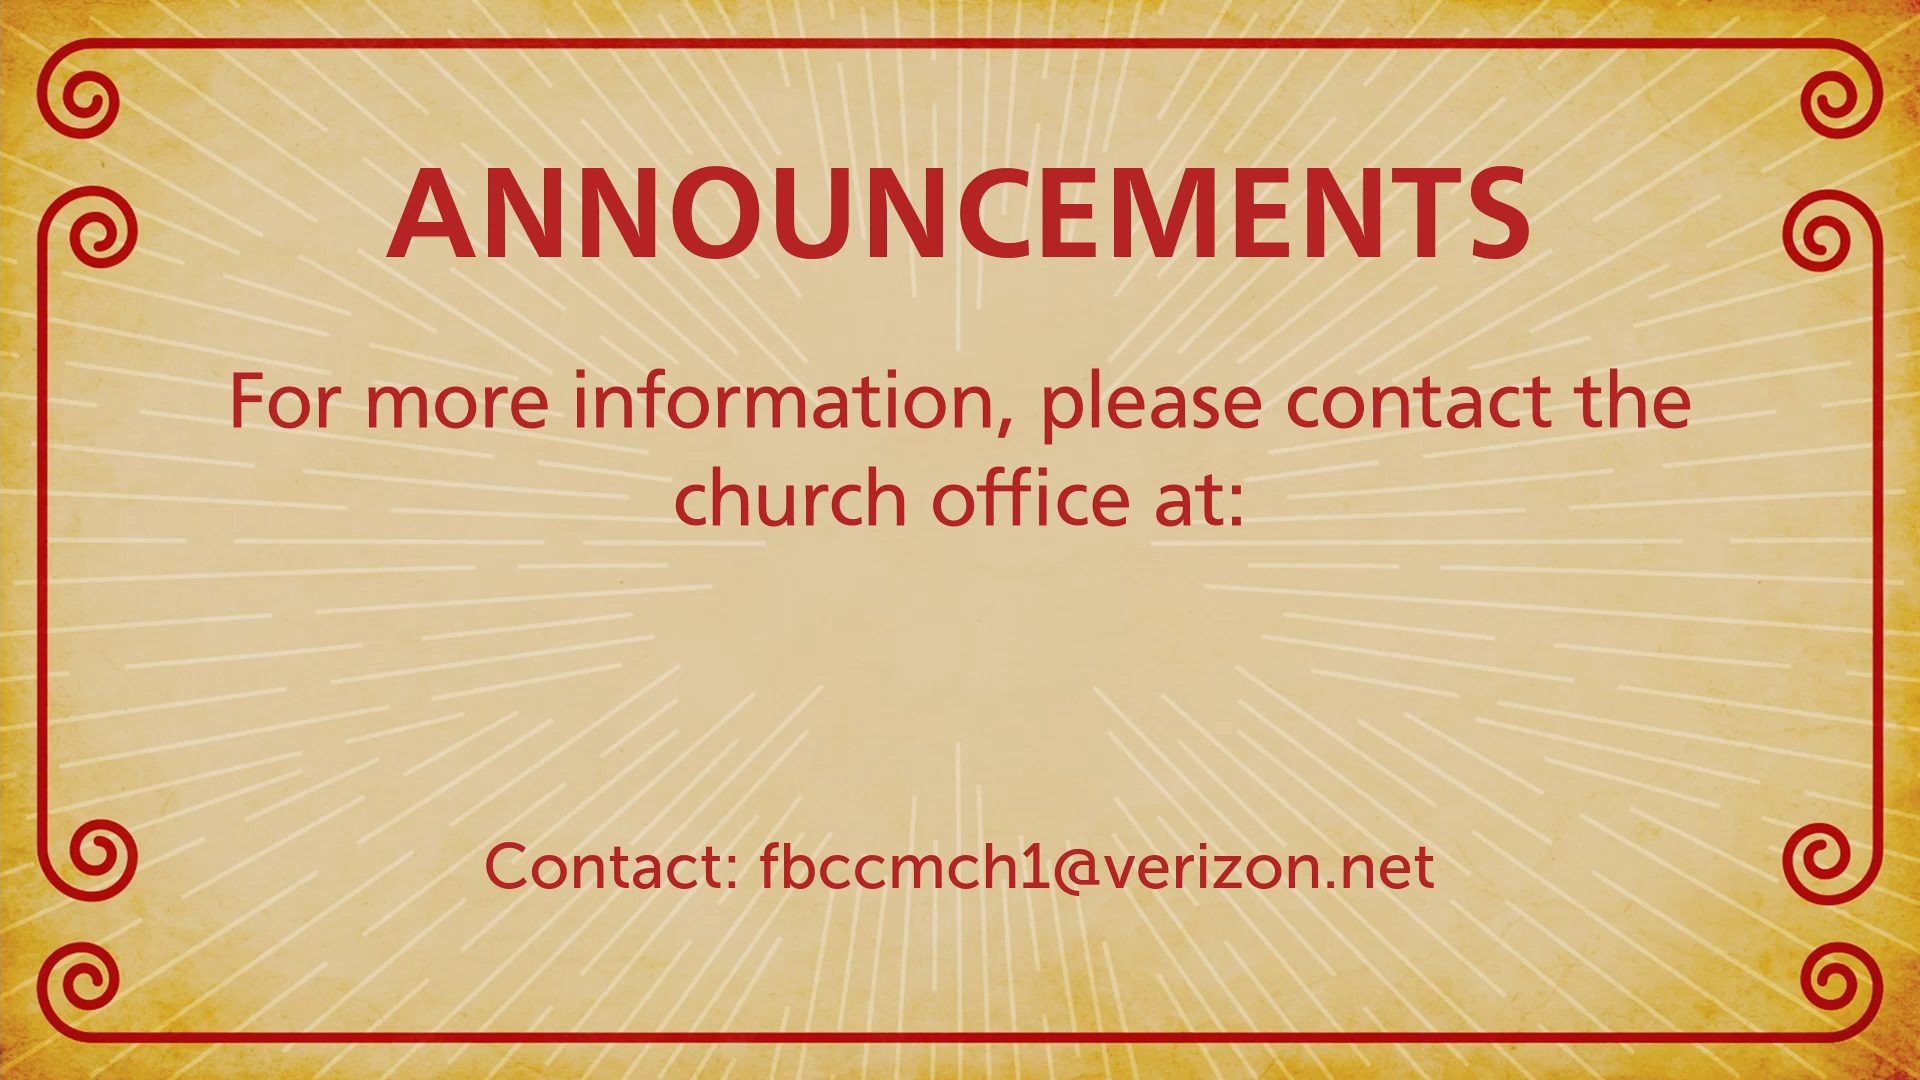 ANNOUNCEMENTS
For more information, please contact the
church office at:
Contact: fbccmch1@verizon.net